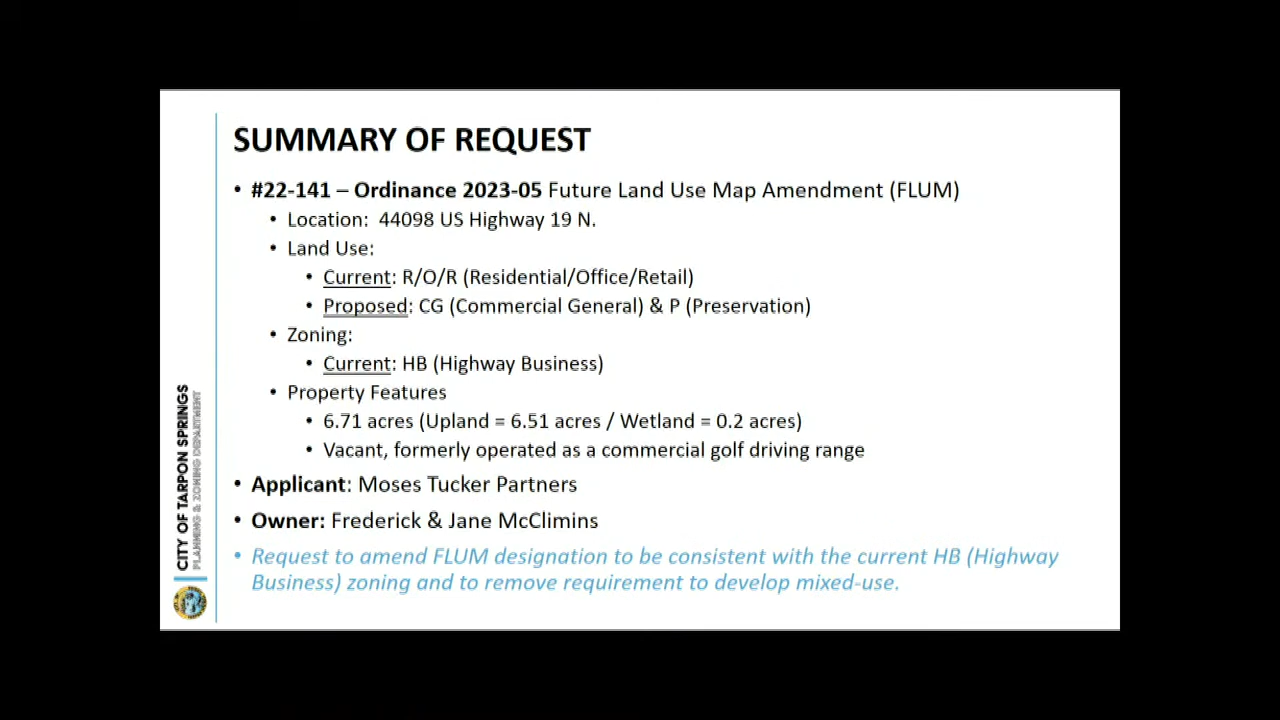 SUMMARY OF REQUEST
• #22-141 – Ordinance 2023-05 Future Land Use Map Amendment (FLUM)
• Location: 44098 US Highway 19 N.
• Land Use:
• Current: R/O/R (Residential/Office/Retail)
• Proposed: CG (Commercial General) & P (Preservation)
• Zoning:
• Current: HB (Highway Business)
• Property Features
• 6.71 acres (Upland = 6.51 acres / Wetland = 0.2 acres)
• Vacant, formerly operated as a commercial golf driving range
• Applicant: Moses Tucker Partners
• Owner: Frederick & Jane McClimins
• Request to amend FLUM designation to be consistent with the current HB (Highway
Business) zoning and to remove requirement to develop mixed-use.
CITY OF TARPON SPRINGS
PLANNING & ZONING DEPARTMENT